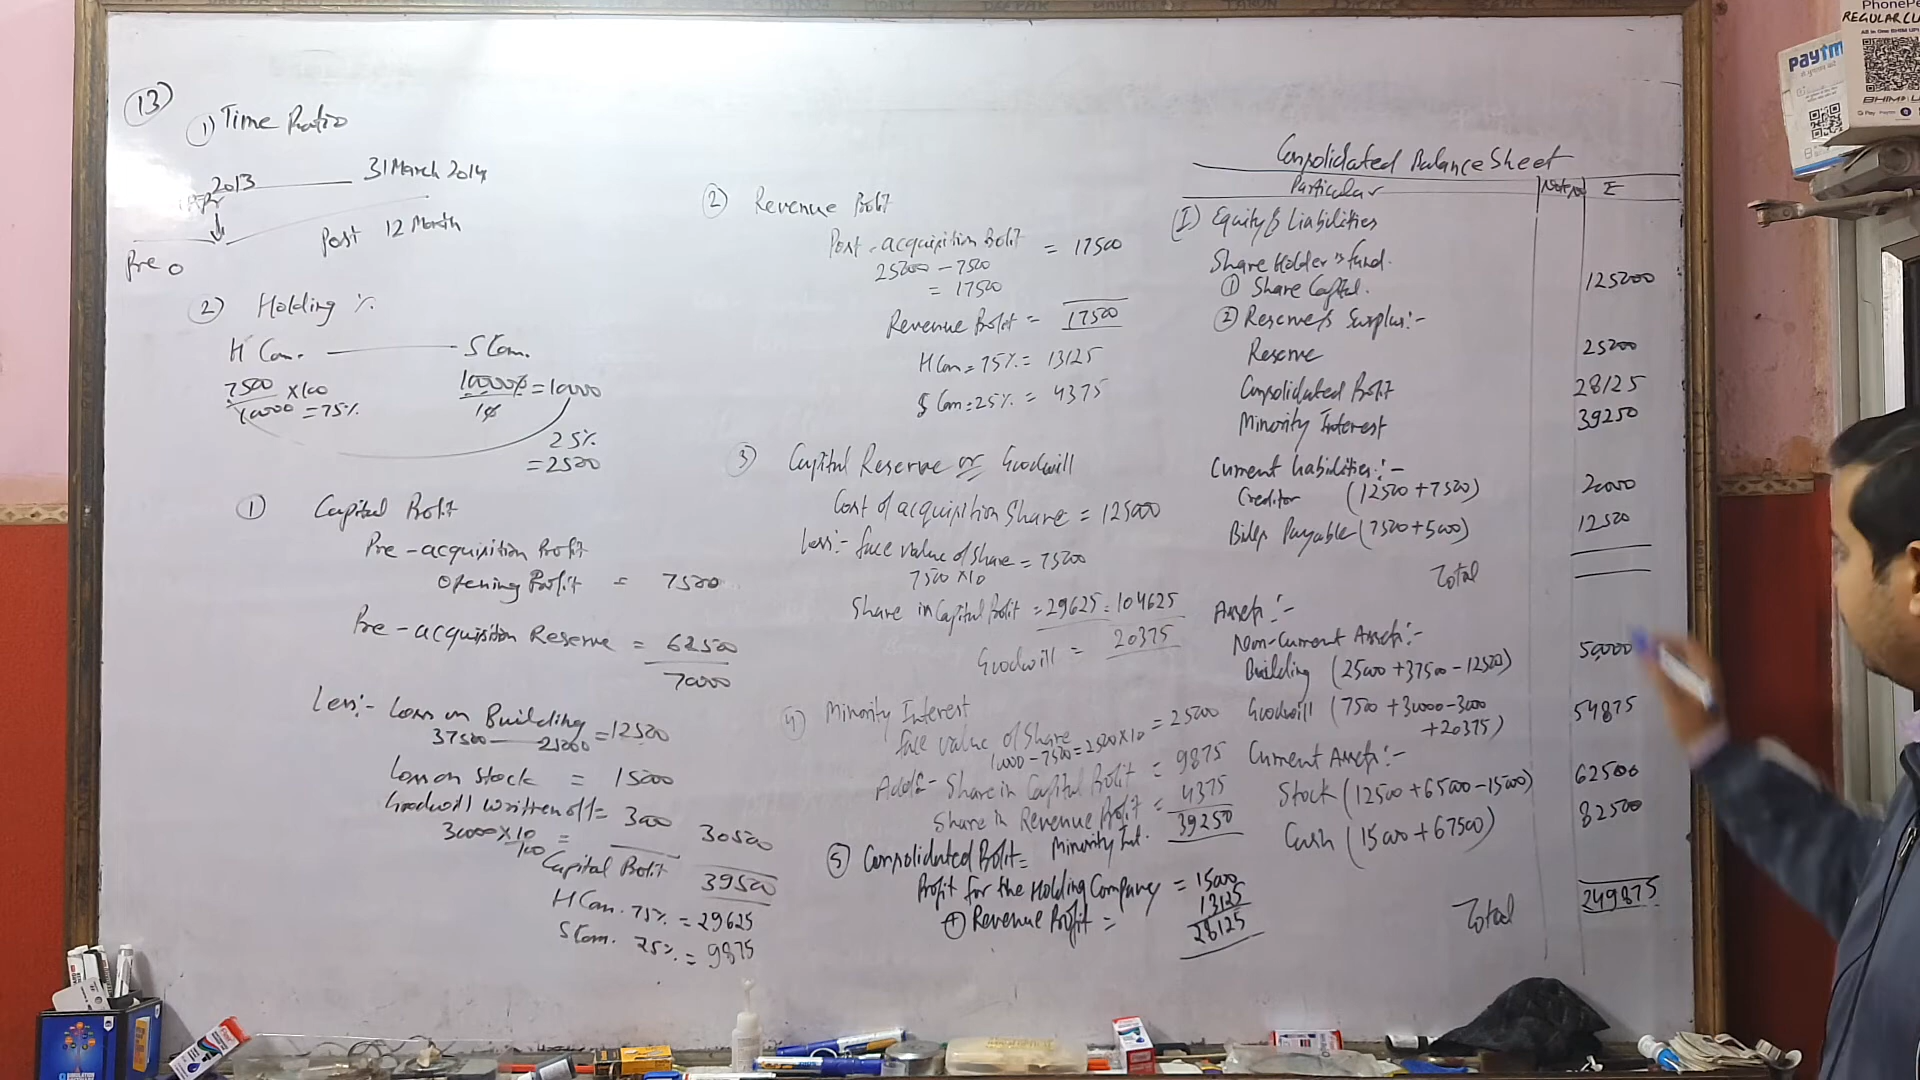 13
① Time Ratio
2013 31 March 2014
Post 12 Month
Pre 0
② Holding %
H Com. S Com.
7500 ×100 100000 = 10000
10000 = 75% 10
25%
= 2500
① Capital Profit
Pre-acquisition Profit
Opening Profit = 7500
Pre-acquisition Reserve = 62500
70000
Less:- Loss on Building = 12500
37500 — 25000
Loss on Stock = 15000
Goodwill written off = 3000 30500
30000×10/100 =
Capital Profit 39500
H Com. 75% = 29625
S Com. 25% = 9875
② Revenue Profit
Post-acquisition Profit = 17500
25000 - 7500
= 17500
Revenue Profit = 17500
H Com = 75% = 13125
S Com = 25% = 4375
③ Capital Reserve or Goodwill
Cost of acquisition Share = 125000
Less:- face value of share = 75000
7500 ×10
Share in Capital Profit = 29625 = 104625
Goodwill = 20375
④ Minority Interest
face value of Share = 25000
10000 - 7500 = 2500×10
Add:- Share in Capital Profit = 9875
Share in Revenue Profit = 4375
Minority Int. 39250
⑤ Consolidated Profit =
Profit for the Holding Company = 15000
+ Revenue Profit = 13125
28125
Consolidated Balance Sheet
Particular Note No Σ
(I) Equity & Liabilities
Share Holder's fund.
① Share Capital. 125000
② Reserve & Surplus:-
Reserve 25000
Consolidated Profit 28125
Minority Interest 39250
Current Liabilities:-
Creditor (12500+7500) 20000
Bills Payable (7500+5000) 12500
Total
Assets:-
Non-Current Assets:-
Building (25000+37500-12500) 50,000
Goodwill (7500+30000-3000 54875
+20375)
Current Assets:-
Stock (12500+65000-15000) 62500
Cash (15000+67500) 82500
Total 249875
PhonePe
REGULAR CU
paytm
BHIM